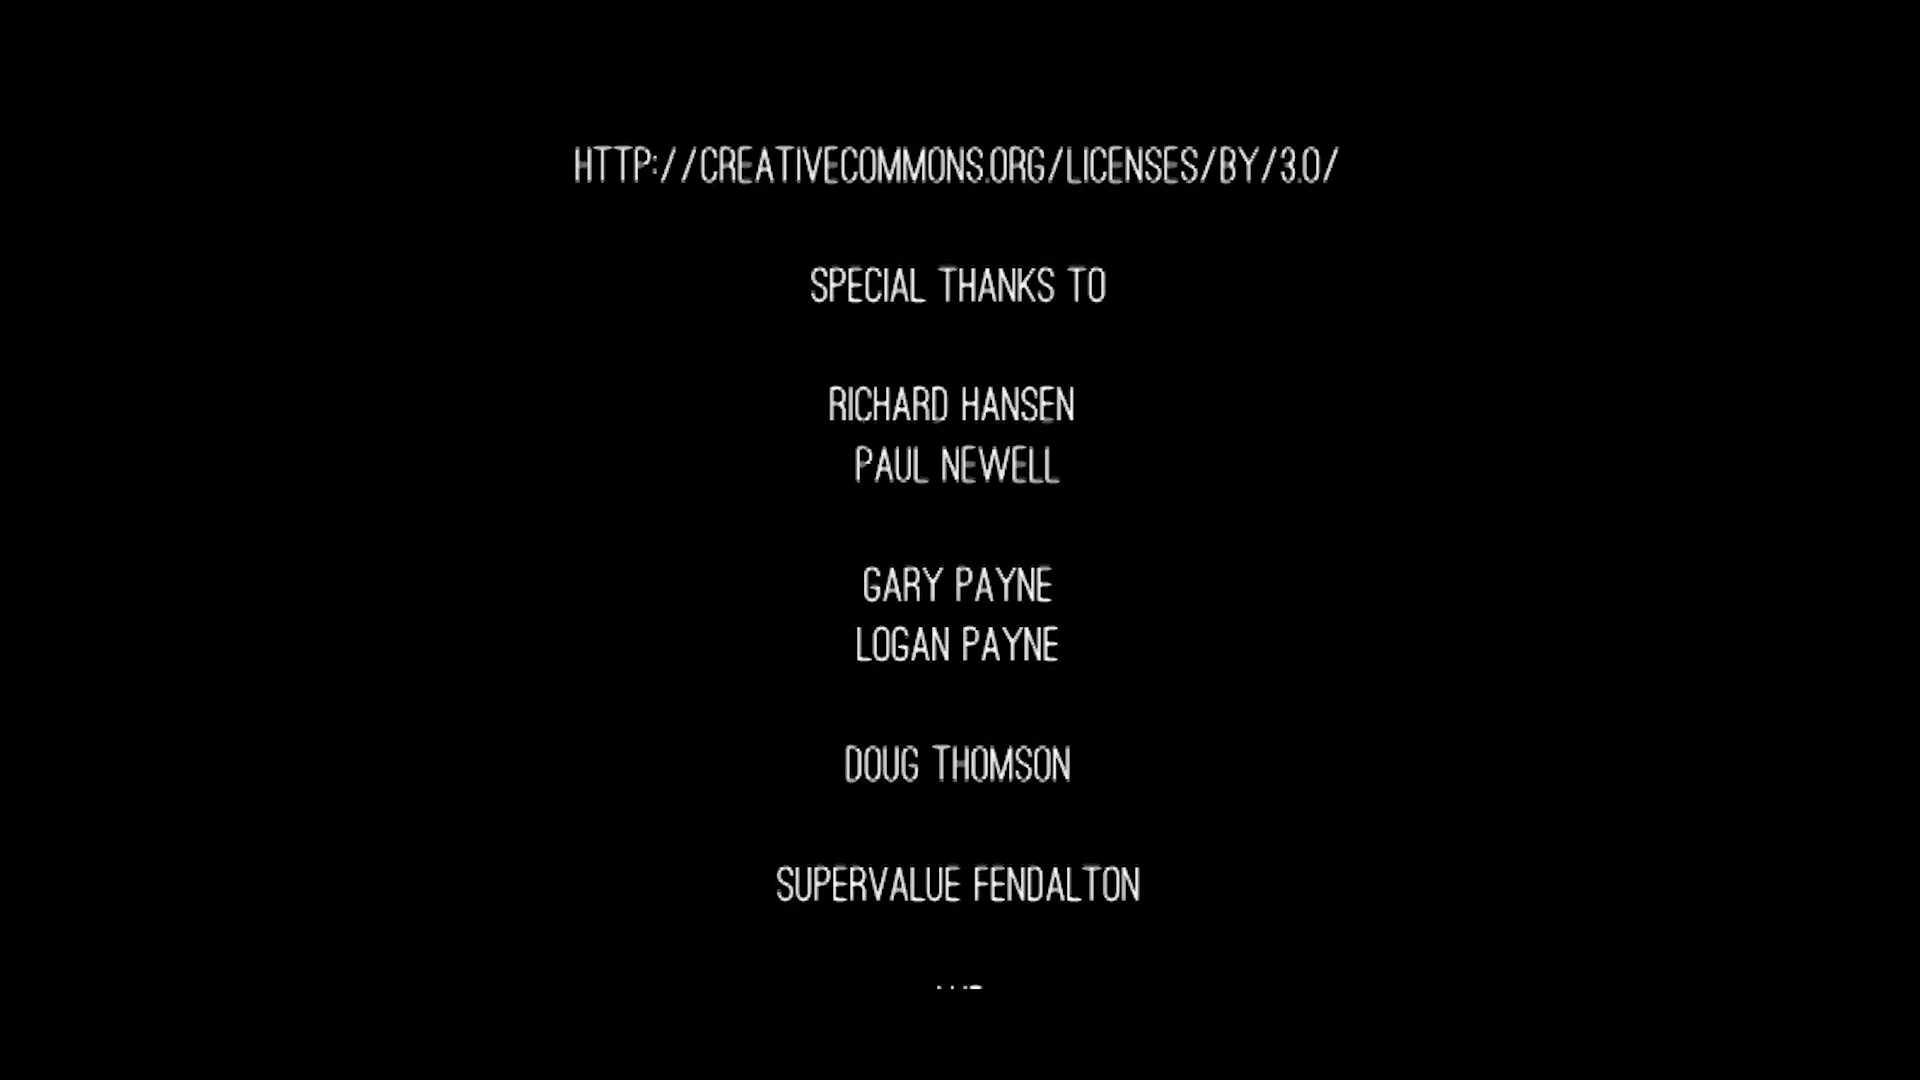 HTTP://CREATIVECOMMONS.ORG/LICENSES/BY/3.0/
SPECIAL THANKS TO
RICHARD HANSEN
PAUL NEWELL
GARY PAYNE
LOGAN PAYNE
DOUG THOMSON
SUPERVALUE FENDALTON